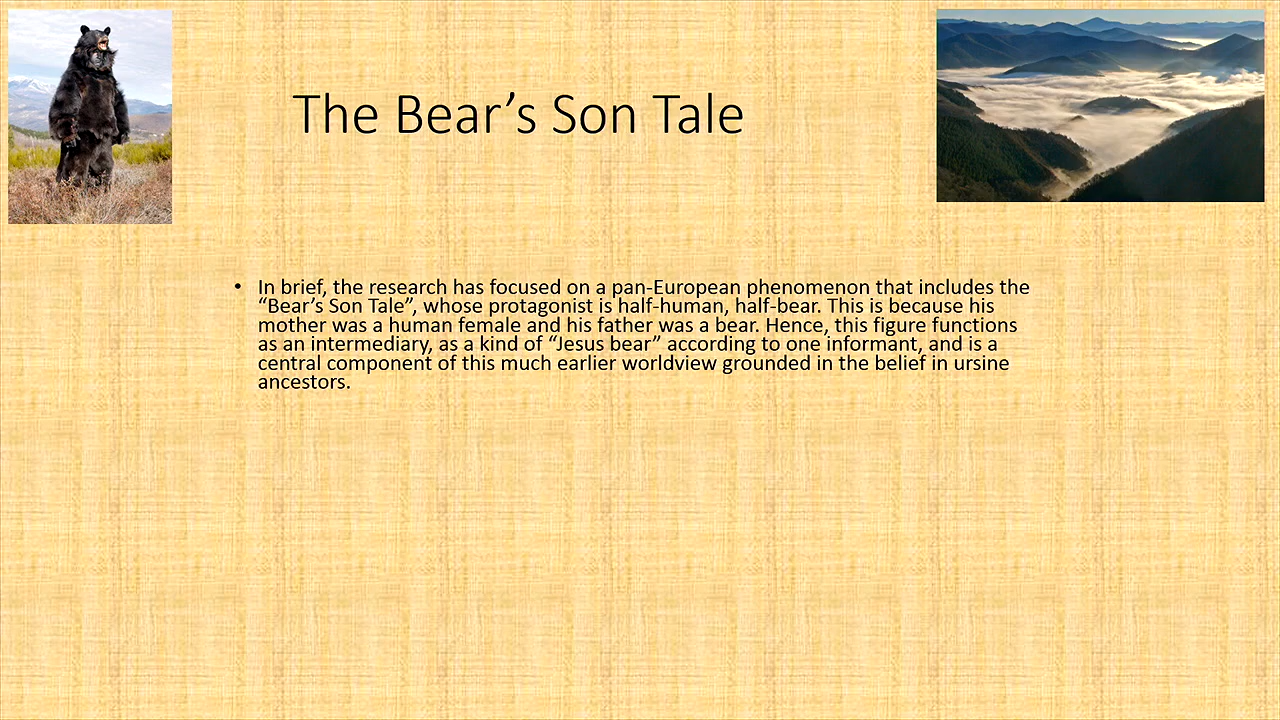 The Bear’s Son Tale
• In brief, the research has focused on a pan-European phenomenon that includes the
“Bear’s Son Tale”, whose protagonist is half-human, half-bear. This is because his
mother was a human female and his father was a bear. Hence, this figure functions
as an intermediary, as a kind of “Jesus bear” according to one informant, and is a
central component of this much earlier worldview grounded in the belief in ursine
ancestors.